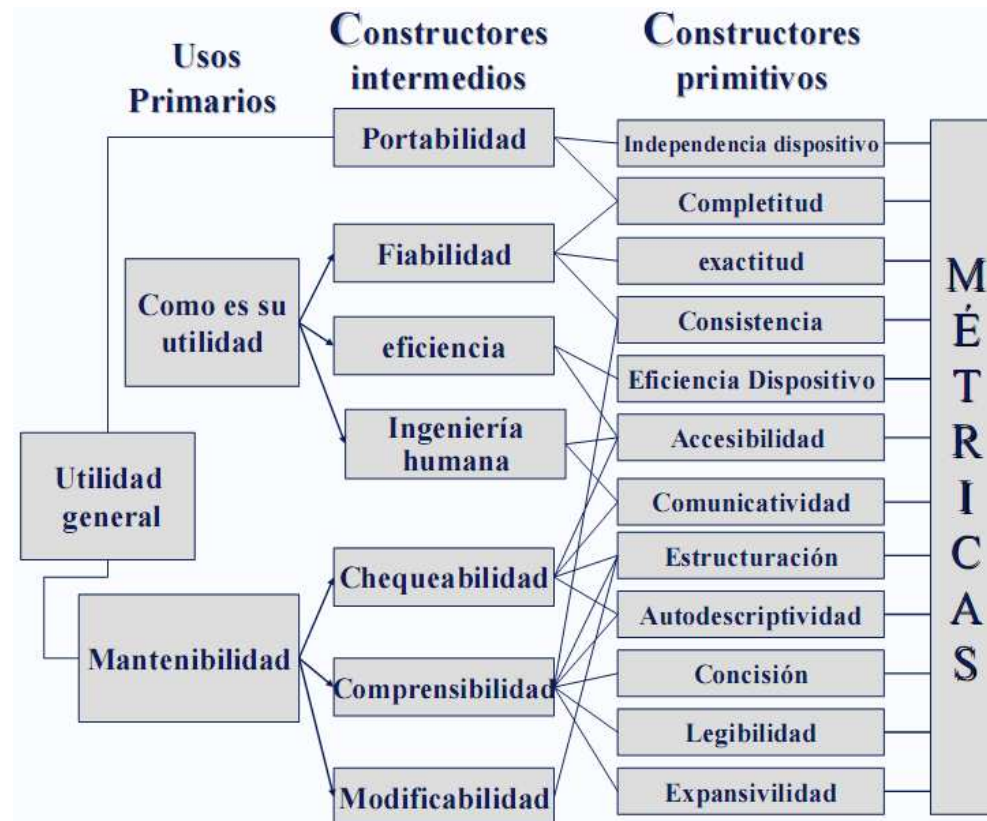 Usos
Primarios
Constructores
intermedios
Constructores
primitivos
Utilidad
general
Como es su
utilidad
Mantenibilidad
Portabilidad
Fiabilidad
eficiencia
Ingeniería
humana
Chequeabilidad
Comprensibilidad
Modificabilidad
Independencia dispositivo
Completitud
exactitud
Consistencia
Eficiencia Dispositivo
Accesibilidad
Comunicatividad
Estructuración
Autodescriptividad
Concisión
Legibilidad
Expansivilidad
MÉTRICAS